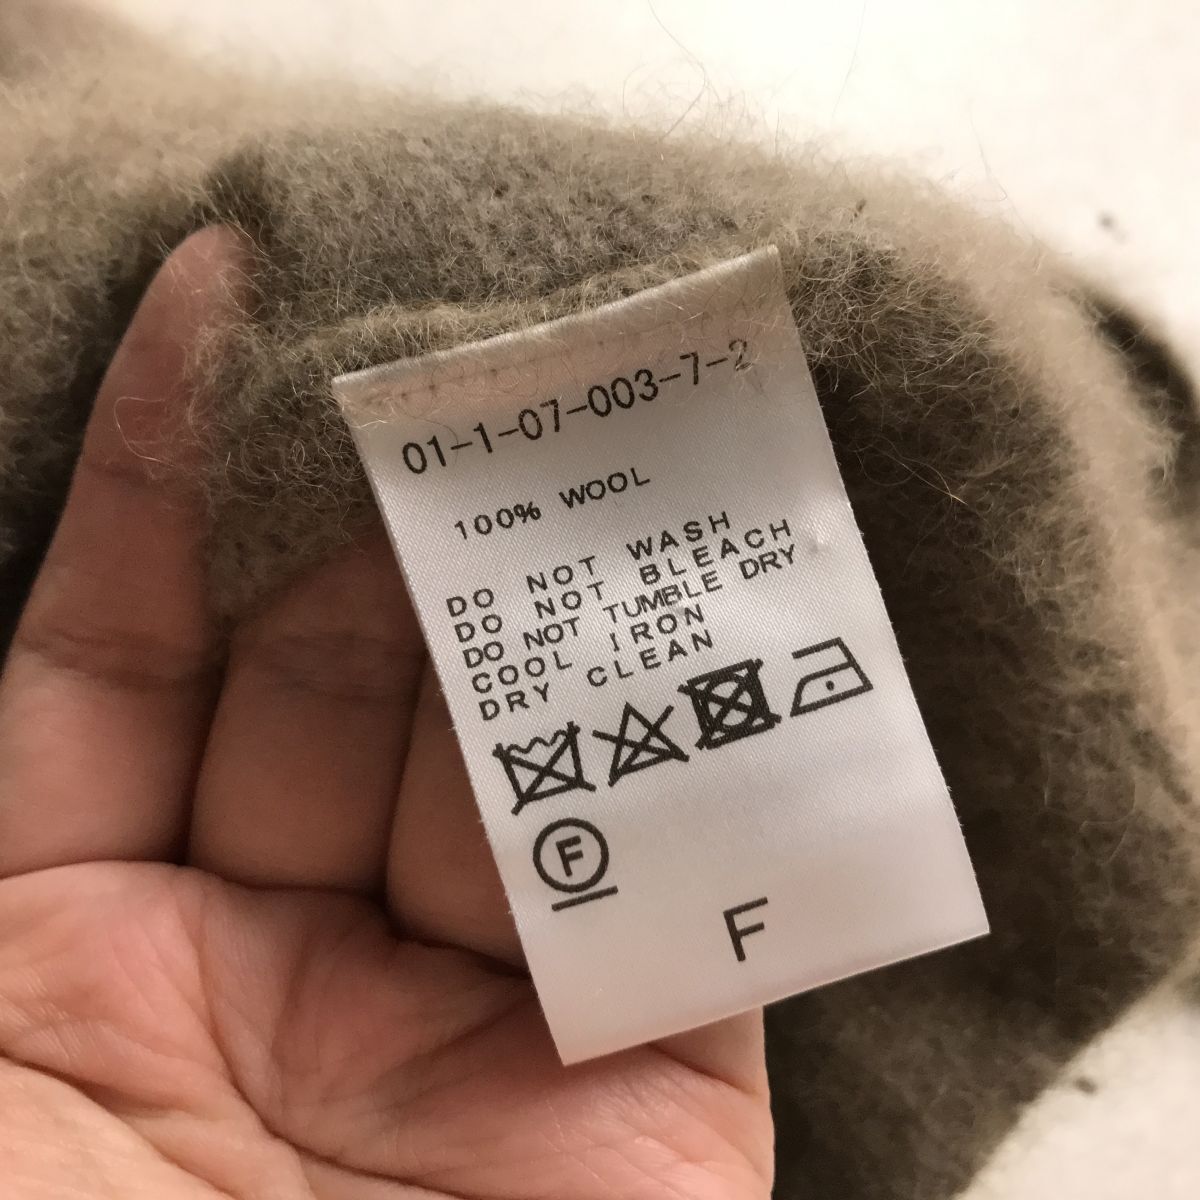 01-1-07-003-7-2
100% WOOL
DO NOT WASH
DO NOT BLEACH
DO NOT TUMBLE DRY
COOL IRON
DRY CLEAN
F
F